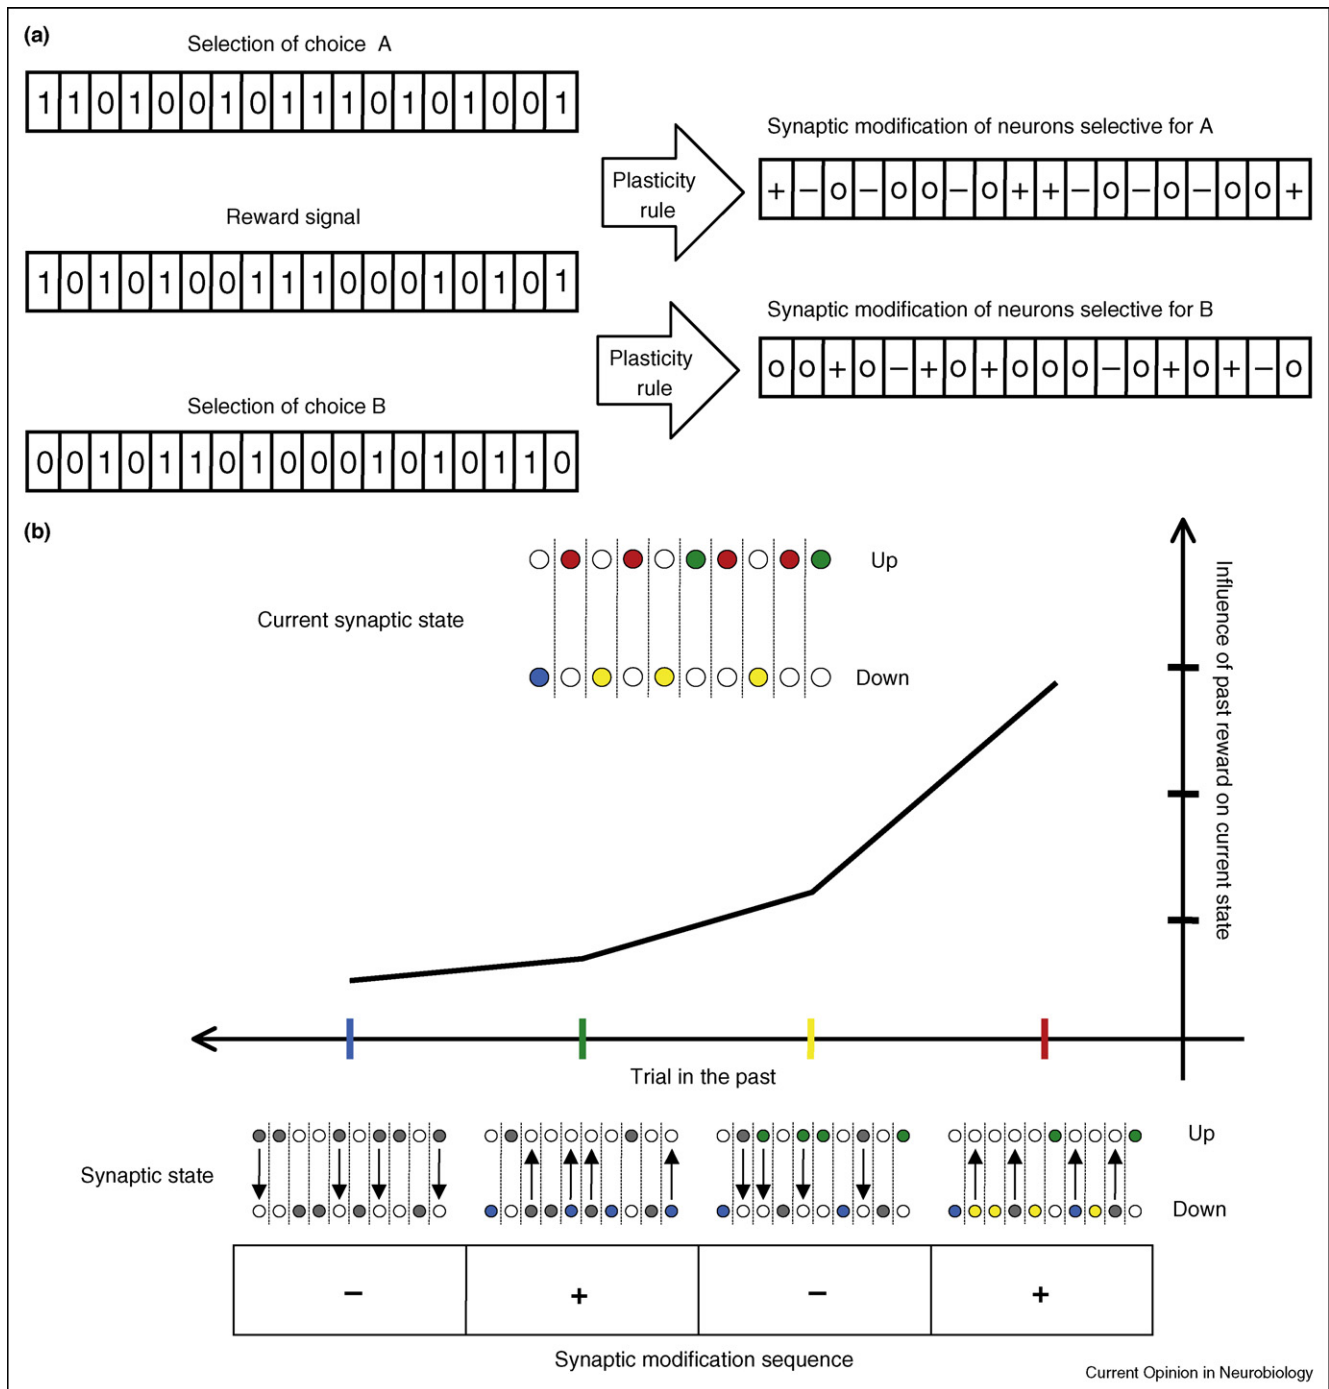 (a)
Selection of choice A
1 1 0 1 0 0 1 0 1 1 1 0 1 0 1 0 0 1
Reward signal
1 0 1 0 1 0 0 1 1 1 0 0 0 1 0 1 0 1
Selection of choice B
0 0 1 0 1 1 0 1 0 0 0 1 0 1 0 1 1 0
Plasticity
rule
Synaptic modification of neurons selective for A
+ − o − o o − o + + − o − o − o o +
Plasticity
rule
Synaptic modification of neurons selective for B
o o + o − + o + o o o − o + o + − o
(b)
Current synaptic state
Up
Down
Influence of past reward on current state
Trial in the past
Synaptic state
Up
Down
− + − +
Synaptic modification sequence
Current Opinion in Neurobiology